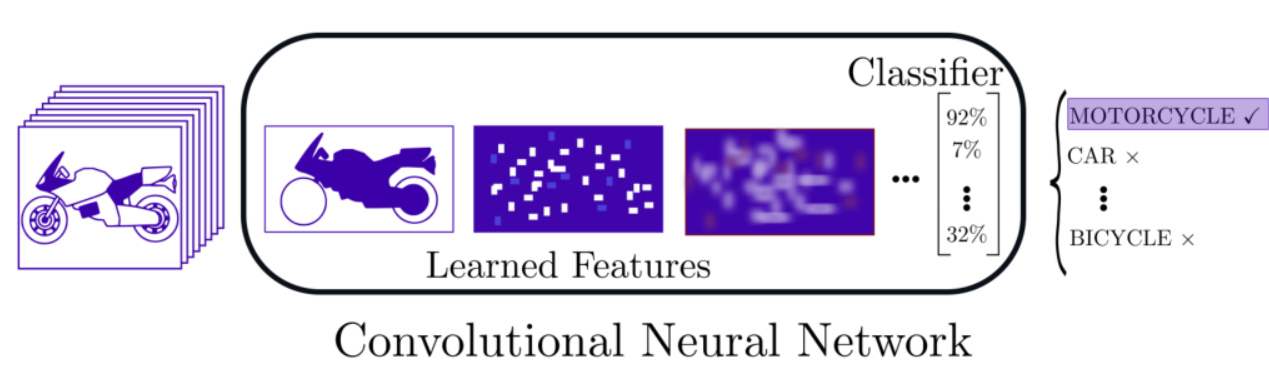 Classifier
92%
7%
32%
MOTORCYCLE ✓
CAR ×
BICYCLE ×
Learned Features
Convolutional Neural Network